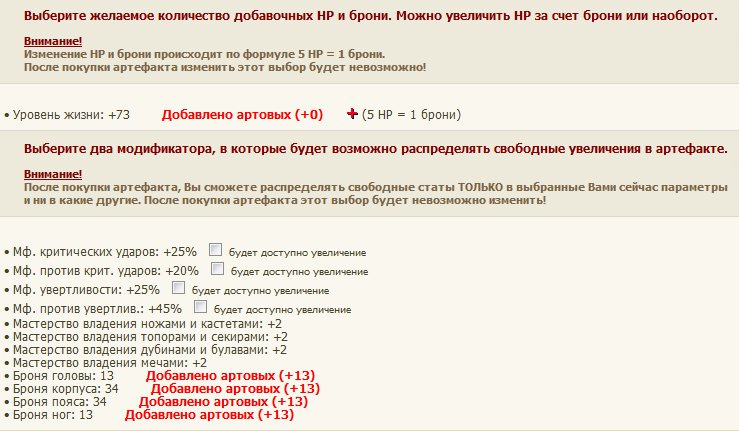 Выберите желаемое количество добавочных HP и брони. Можно увеличить HP за счет брони или наоборот.
Внимание!
Изменение HP и брони происходит по формуле 5 HP = 1 брони.
После покупки артефакта изменить этот выбор будет невозможно!
• Уровень жизни: +73 Добавлено артовых (+0) + (5 HP = 1 брони)
Выберите два модификатора, в которые будет возможно распределять свободные увеличения в артефакте.
Внимание!
После покупки артефакта, Вы сможете распределять свободные статы ТОЛЬКО в выбранные Вами сейчас параметры
и ни в какие другие. После покупки артефакта этот выбор будет невозможно изменить!
• Мф. критических ударов: +25% будет доступно увеличение
• Мф. против крит. ударов: +20% будет доступно увеличение
• Мф. увертливости: +25% будет доступно увеличение
• Мф. против увертлив.: +45% будет доступно увеличение
• Мастерство владения ножами и кастетами: +2
• Мастерство владения топорами и секирами: +2
• Мастерство владения дубинами и булавами: +2
• Мастерство владения мечами: +2
• Броня головы: 13 Добавлено артовых (+13)
• Броня корпуса: 34 Добавлено артовых (+13)
• Броня пояса: 34 Добавлено артовых (+13)
• Броня ног: 13 Добавлено артовых (+13)